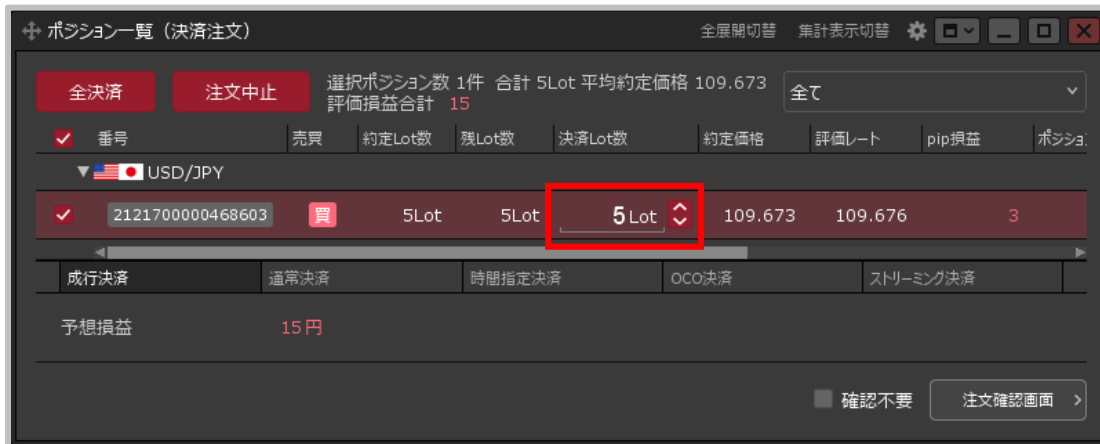 ポジション一覧（決済注文） 全展開切替 集計表示切替
全決済 注文中止 選択ポジション数 1件 合計 5Lot 平均約定価格 109.673 全て
評価損益合計 15
番号 売買 約定Lot数 残Lot数 決済Lot数 約定価格 評価レート pip損益 ポジショ
USD/JPY
2121700000468603 買 5Lot 5Lot 5 Lot 109.673 109.676 3
成行決済 通常決済 時間指定決済 OCO決済 ストリーミング決済
予想損益 15円
確認不要 注文確認画面